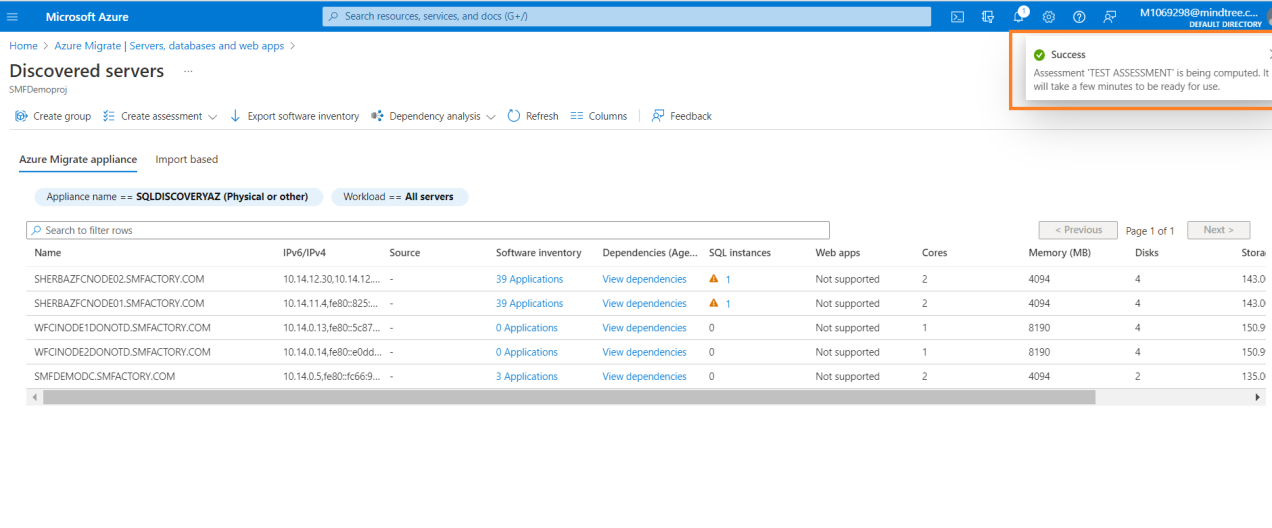 Microsoft Azure
Search resources, services, and docs (G+/)
1
M1069298@mindtree.c...
DEFAULT DIRECTORY
Home > Azure Migrate | Servers, databases and web apps >
Discovered servers ...
SMFDemoproj
Success
Assessment 'TEST ASSESSMENT' is being computed. It
will take a few minutes to be ready for use.
Create group Create assessment Export software inventory Dependency analysis Refresh Columns Feedback
Azure Migrate appliance Import based
Appliance name == SQLDISCOVERYAZ (Physical or other) Workload == All servers
Search to filter rows
< Previous Page 1 of 1 Next >
Name IPv6/IPv4 Source Software inventory Dependencies (Age... SQL instances Web apps Cores Memory (MB) Disks Stora
SHERBAZFCNODE02.SMFACTORY.COM 10.14.12.30,10.14.12.... - 39 Applications View dependencies 1 Not supported 2 4094 4 143.0
SHERBAZFCNODE01.SMFACTORY.COM 10.14.11.4,fe80::825:... - 39 Applications View dependencies 1 Not supported 2 4094 4 143.0
WFCINODE1DONOTD.SMFACTORY.COM 10.14.0.13,fe80::5c87... - 0 Applications View dependencies 0 Not supported 1 8190 4 150.9
WFCINODE2DONOTD.SMFACTORY.COM 10.14.0.14,fe80::e0dd... - 0 Applications View dependencies 0 Not supported 1 8190 4 150.9
SMFDEMODC.SMFACTORY.COM 10.14.0.5,fe80::fc66:9... - 3 Applications View dependencies 0 Not supported 2 4094 2 135.0